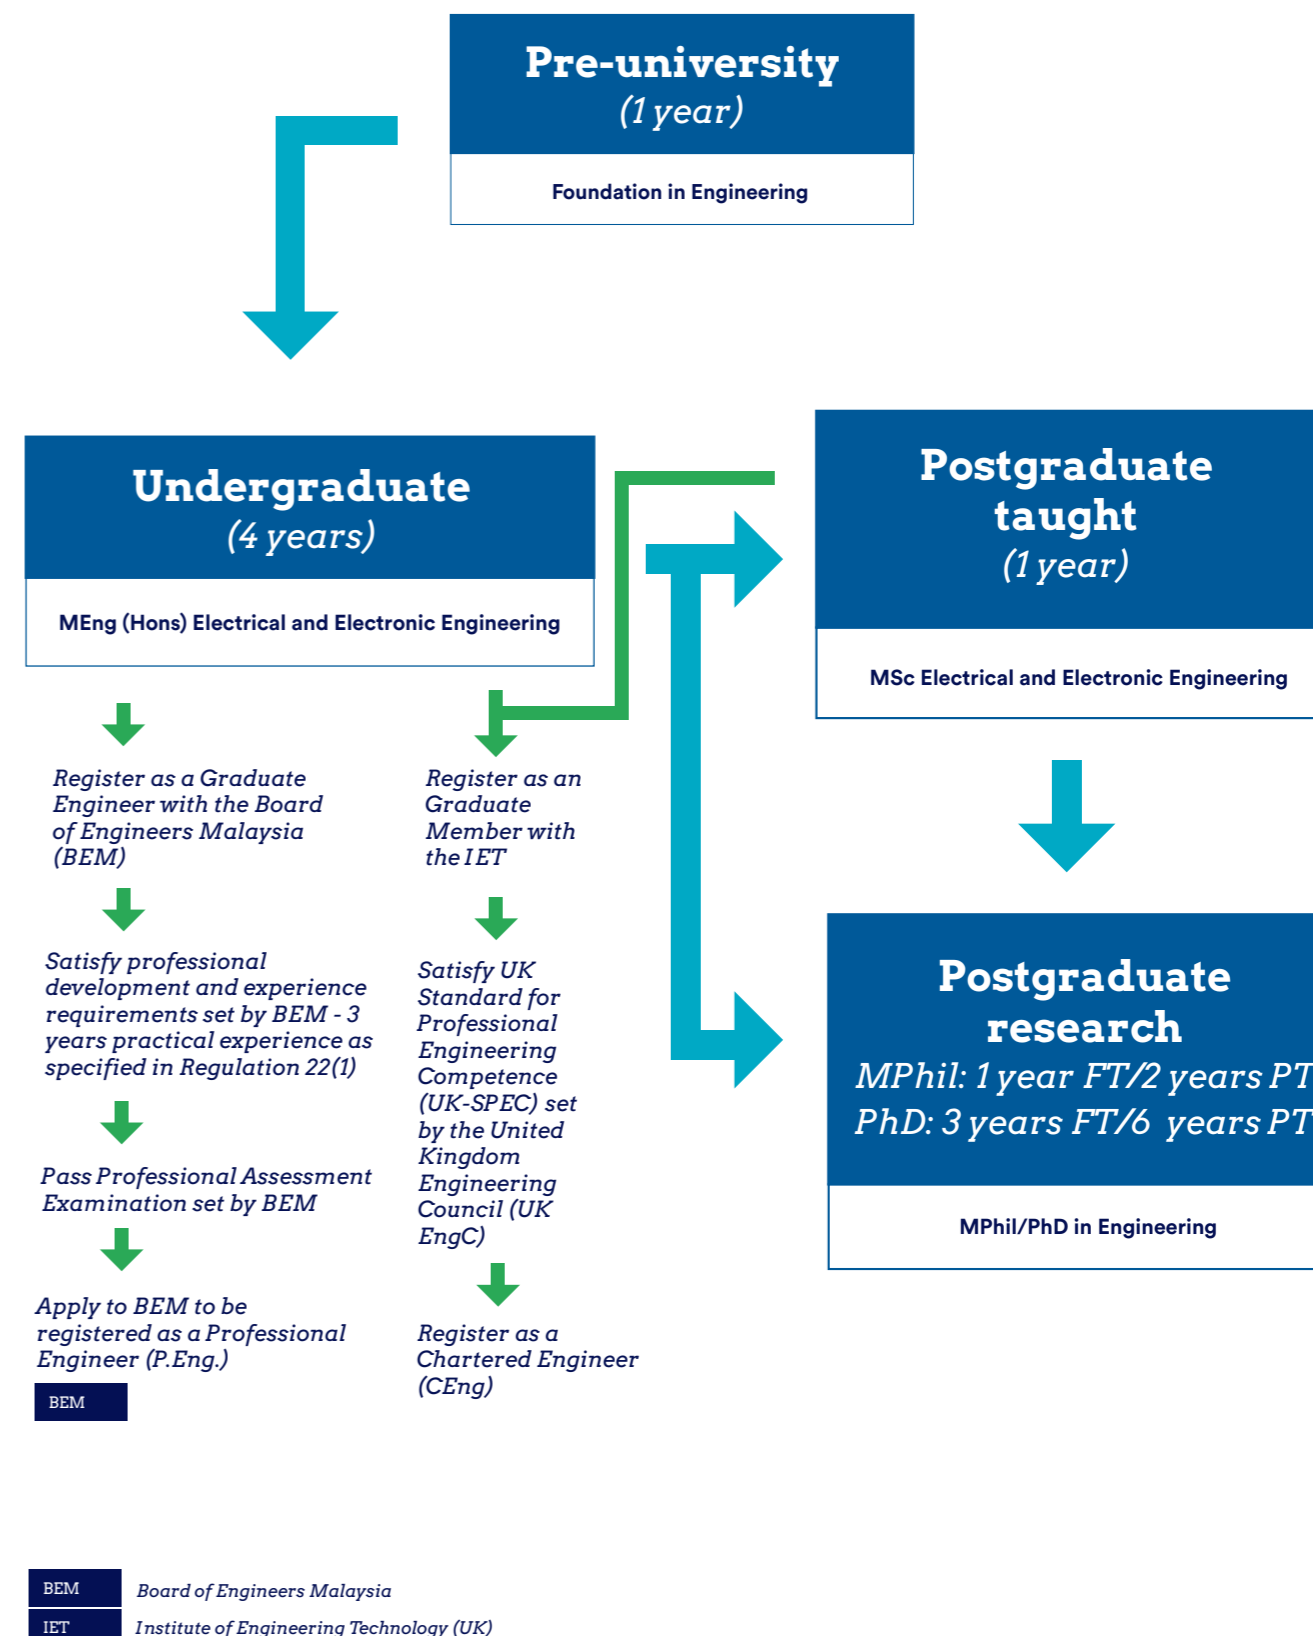 Pre-university
(1 year)
Foundation in Engineering
Undergraduate
(4 years)
MEng (Hons) Electrical and Electronic Engineering
Postgraduate
taught
(1 year)
MSc Electrical and Electronic Engineering
Register as a Graduate
Engineer with the Board
of Engineers Malaysia
(BEM)
Satisfy professional
development and experience
requirements set by BEM - 3
years practical experience as
specified in Regulation 22(1)
Pass Professional Assessment
Examination set by BEM
Apply to BEM to be
registered as a Professional
Engineer (P.Eng.)
BEM
Register as an
Graduate
Member with
the IET
Satisfy UK
Standard for
Professional
Engineering
Competence
(UK-SPEC) set
by the United
Kingdom
Engineering
Council (UK
EngC)
Register as a
Chartered Engineer
(CEng)
Postgraduate
research
MPhil: 1 year FT/2 years PT
PhD: 3 years FT/6 years PT
MPhil/PhD in Engineering
BEM Board of Engineers Malaysia
IET Institute of Engineering Technology (UK)